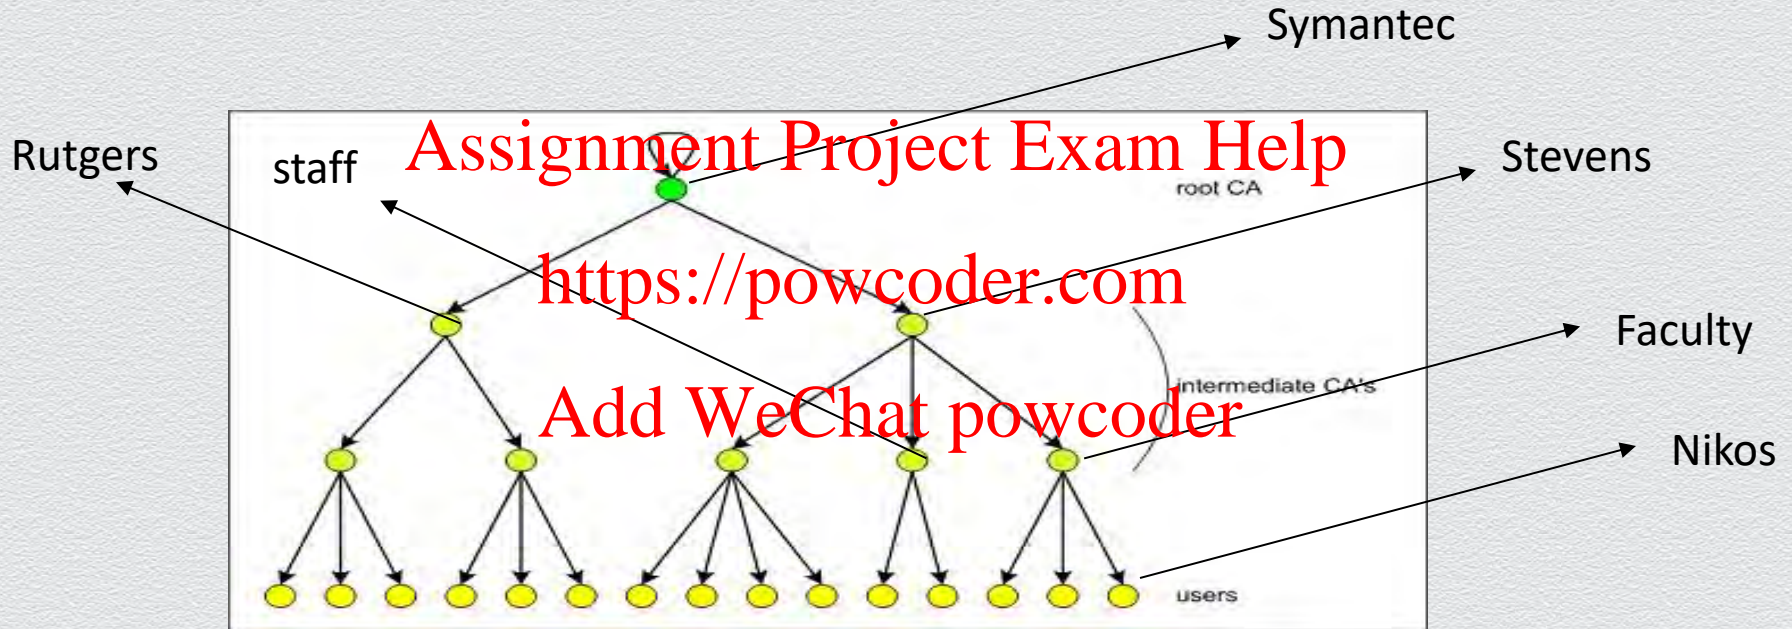 Symantec
Rutgers
staff
Assignment Project Exam Help
Stevens
root CA
https://powcoder.com
Faculty
intermediate CA's
Add WeChat powcoder
Nikos
users